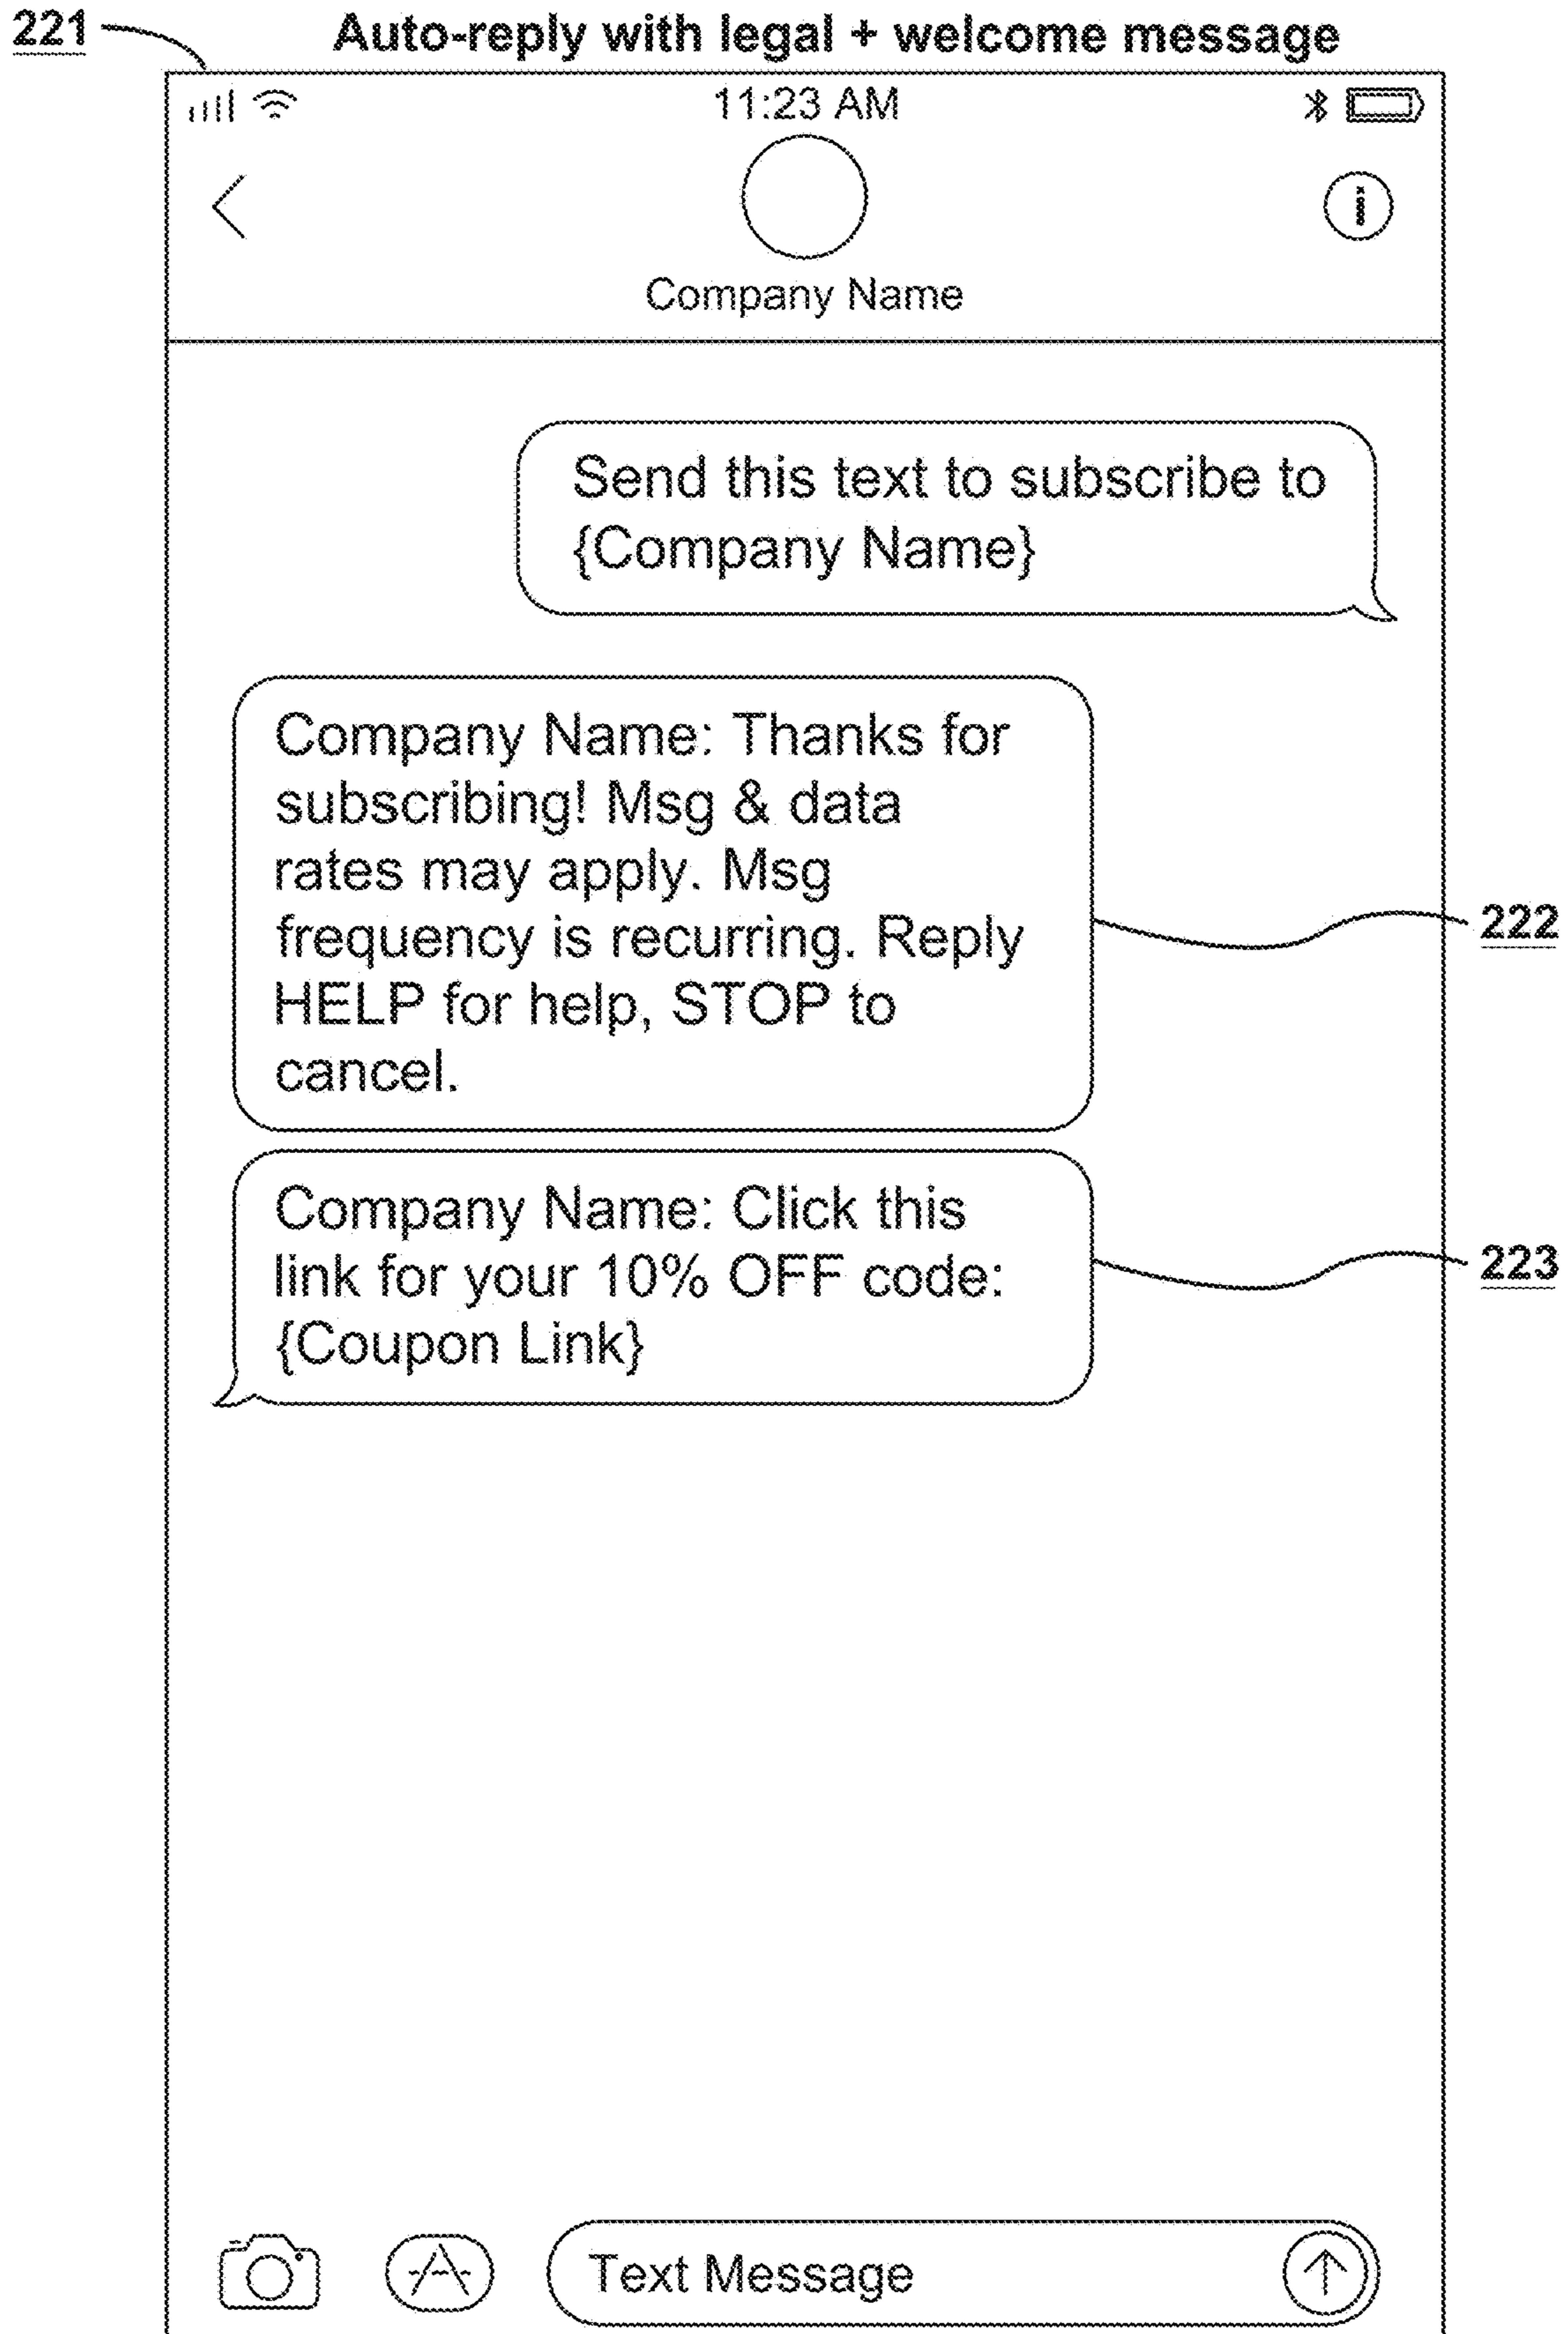 221
Auto-reply with legal + welcome message
11:23 AM
i
Company Name
Send this text to subscribe to
{Company Name}
Company Name: Thanks for
subscribing! Msg & data
rates may apply. Msg
frequency is recurring. Reply
HELP for help, STOP to
cancel.
222
Company Name: Click this
link for your 10% OFF code:
{Coupon Link}
223
Text Message